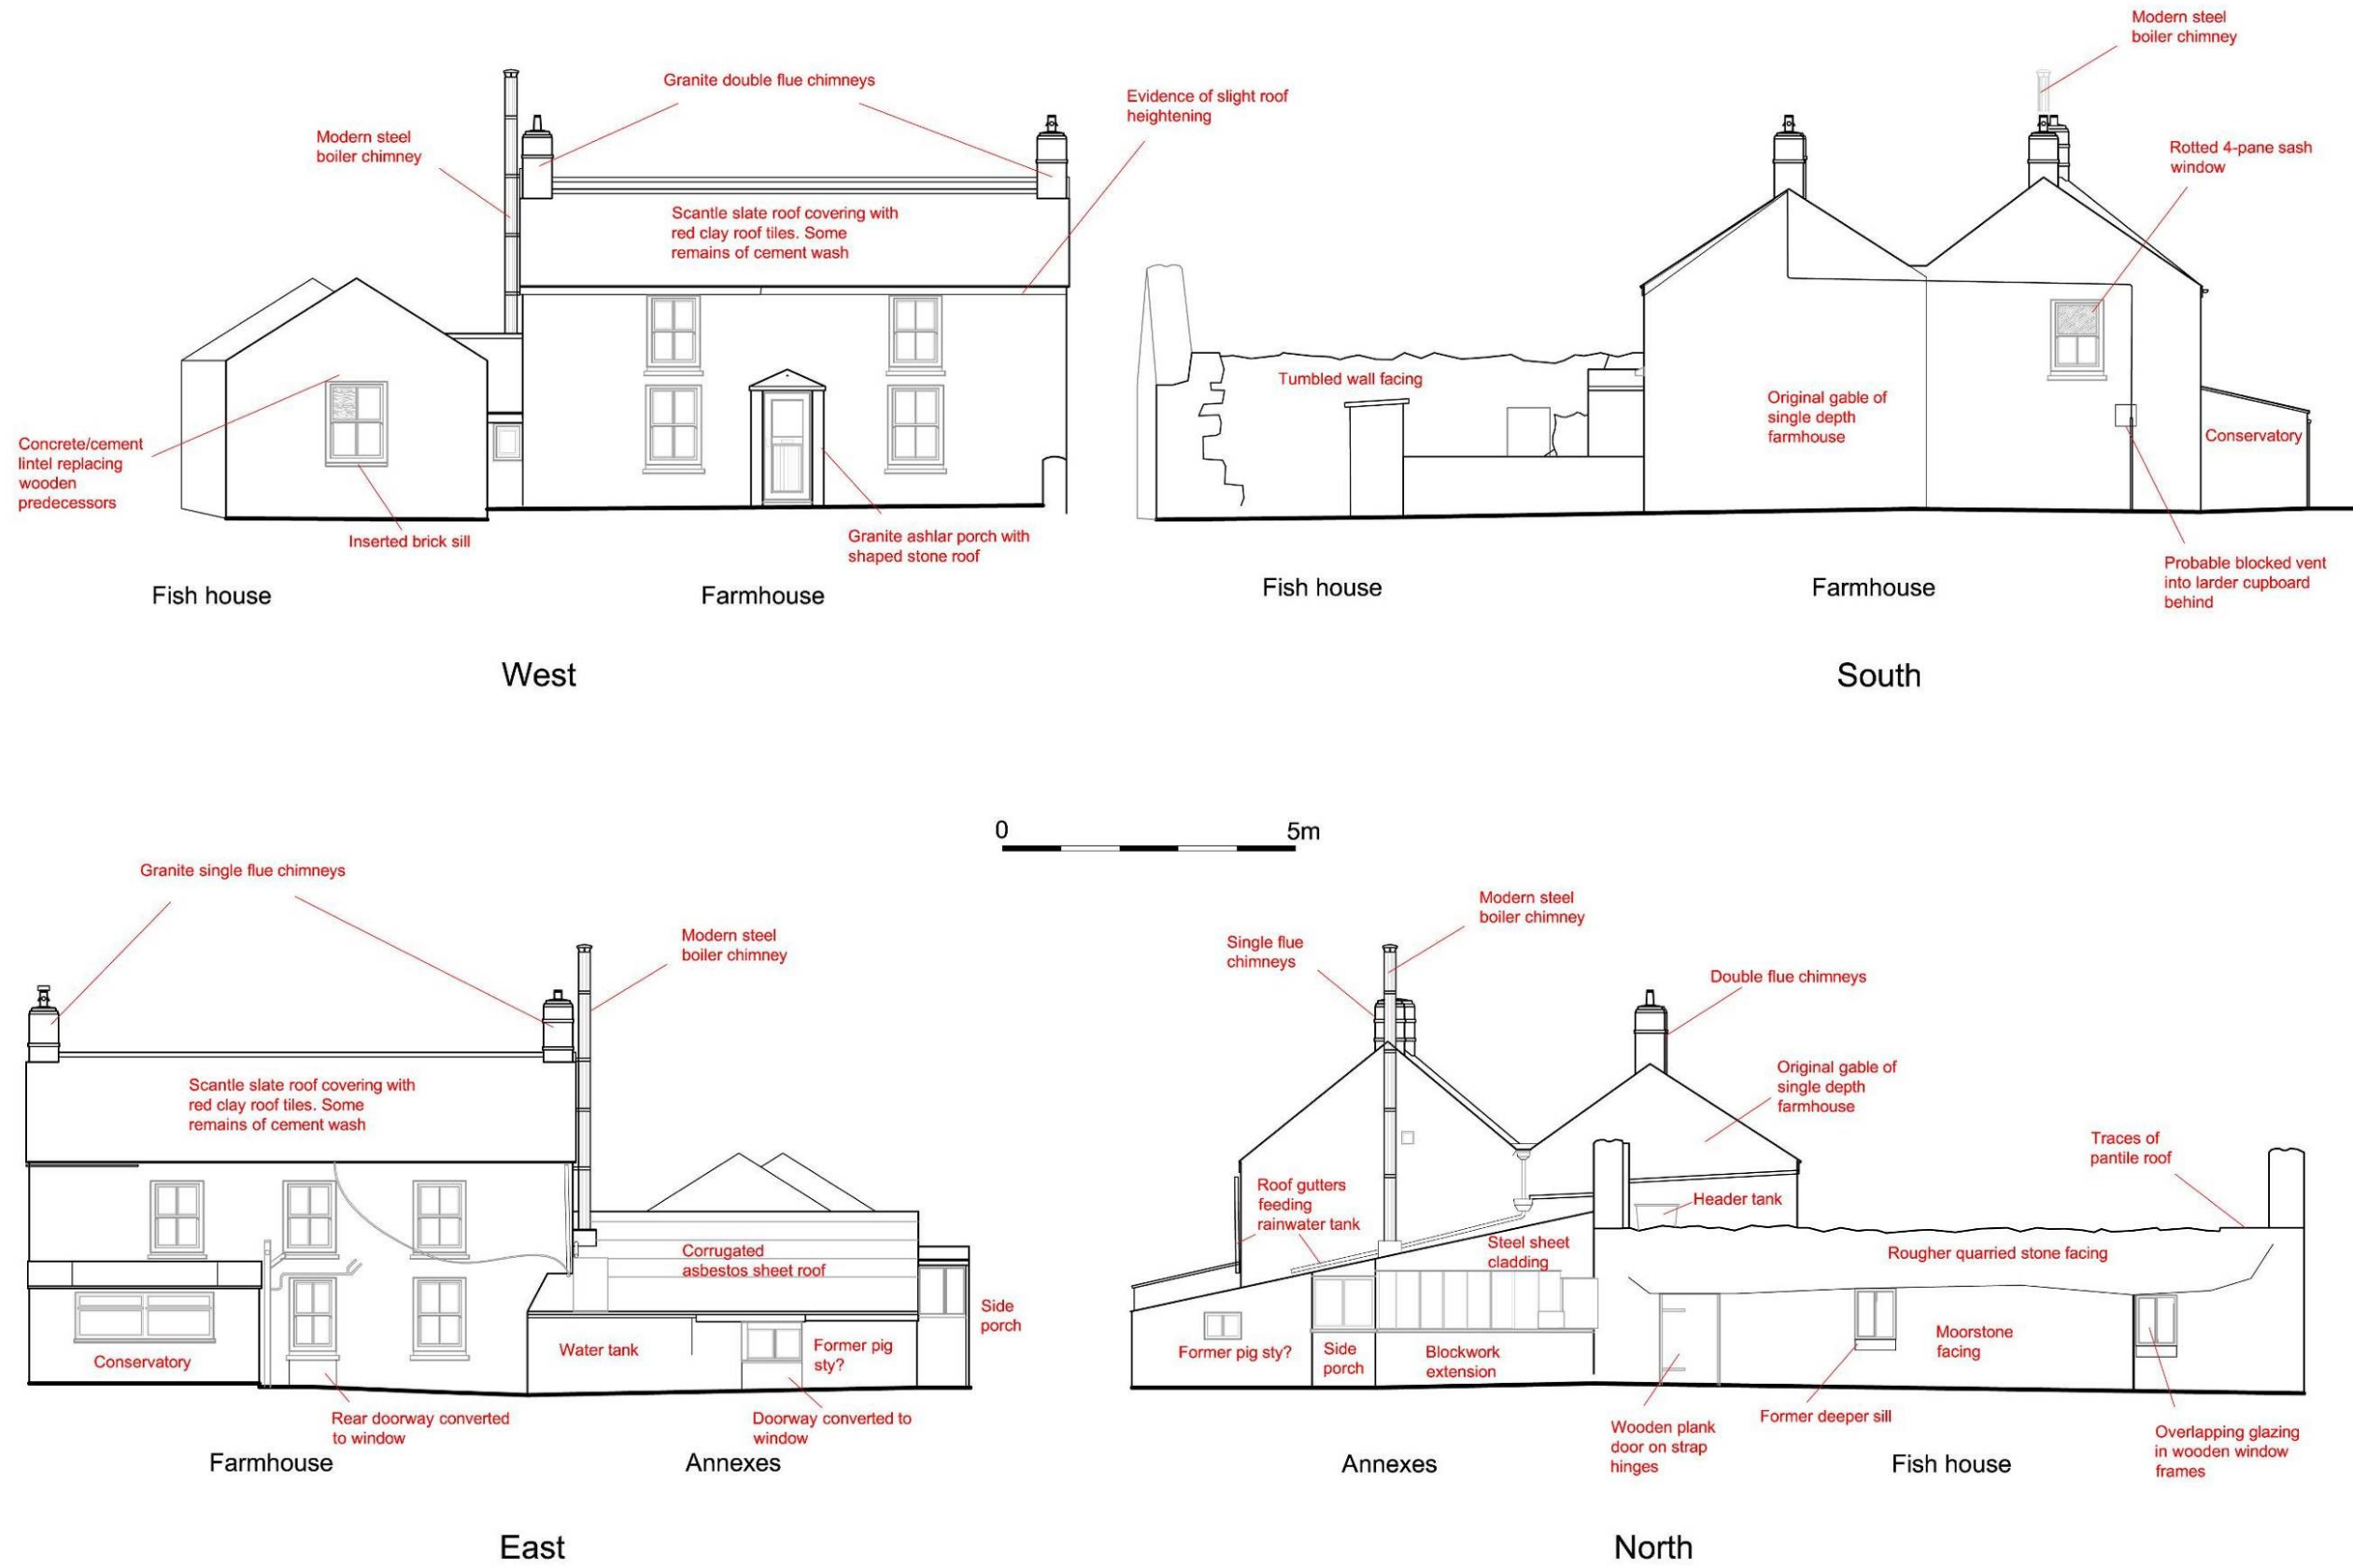 Modern steel
boiler chimney
Granite double flue chimneys
Evidence of slight roof
heightening
Modern steel
boiler chimney
Rotted 4-pane sash
window
Scantle slate roof covering with
red clay roof tiles. Some
remains of cement wash
Tumbled wall facing
Original gable of
single depth
farmhouse
Conservatory
Concrete/cement
lintel replacing
wooden
predecessors
Inserted brick sill
Granite ashlar porch with
shaped stone roof
Probable blocked vent
into larder cupboard
behind
Fish house
Farmhouse
Fish house
Farmhouse
West
South
0
5m
Granite single flue chimneys
Modern steel
boiler chimney
Modern steel
boiler chimney
Single flue
chimneys
Double flue chimneys
Scantle slate roof covering with
red clay roof tiles. Some
remains of cement wash
Original gable of
single depth
farmhouse
Traces of
pantile roof
Roof gutters
feeding
rainwater tank
Header tank
Corrugated
asbestos sheet roof
Steel sheet
cladding
Rougher quarried stone facing
Side
porch
Conservatory
Water tank
Former pig
sty?
Former pig sty?
Side
porch
Blockwork
extension
Moorstone
facing
Rear doorway converted
to window
Doorway converted to
window
Wooden plank
door on strap
hinges
Former deeper sill
Overlapping glazing
in wooden window
frames
Farmhouse
Annexes
Annexes
Fish house
East
North